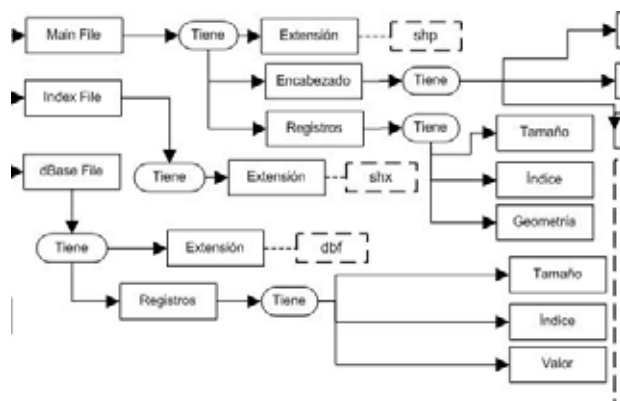 Main File
Tiene
Extensión
shp
Encabezado
Tiene
Index File
Registros
Tiene
Tamaño
dBase File
Tiene
Extensión
shx
Índice
Geometría
Tiene
Extensión
dbf
Tamaño
Registros
Tiene
Índice
Valor